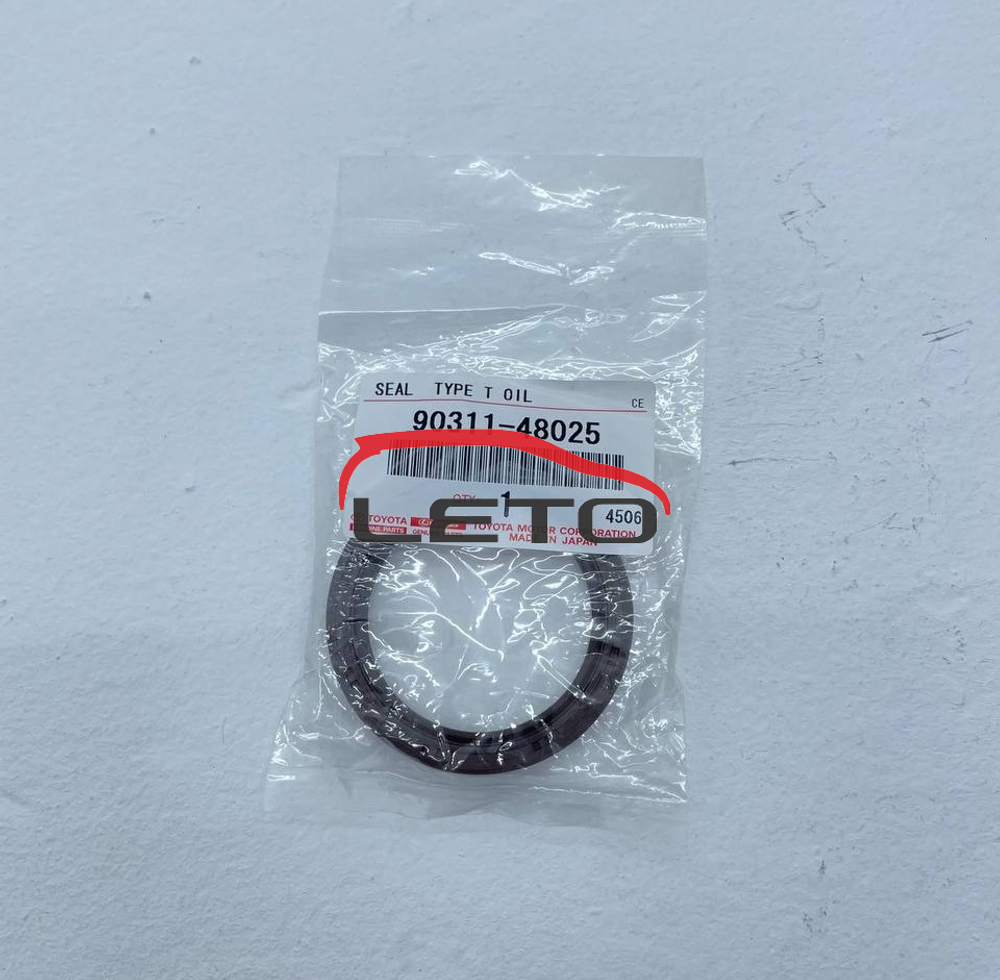 SEAL TYPE T OIL
CE
90311-48025
QTY 1
LETO
4506
TOYOTA
TOYOTA MOTOR CORPORATION
MADE IN JAPAN